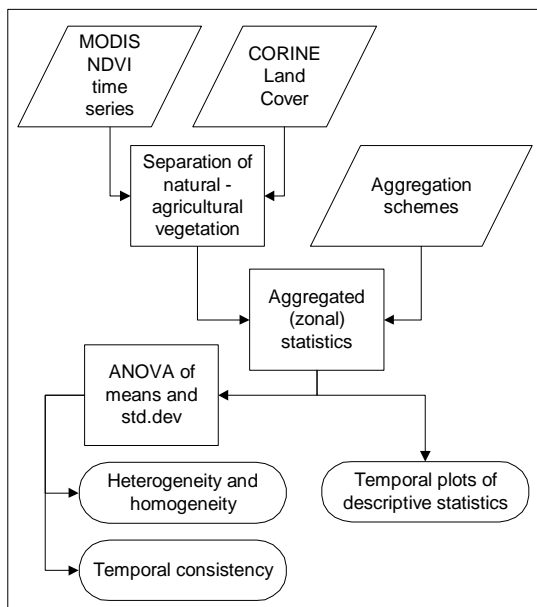 MODIS
NDVI
time
series
CORINE
Land
Cover
Separation of
natural -
agricultural
vegetation
Aggregation
schemes
Aggregated
(zonal)
statistics
ANOVA of
means and
std.dev
Heterogeneity and
homogeneity
Temporal plots of
descriptive statistics
Temporal consistency